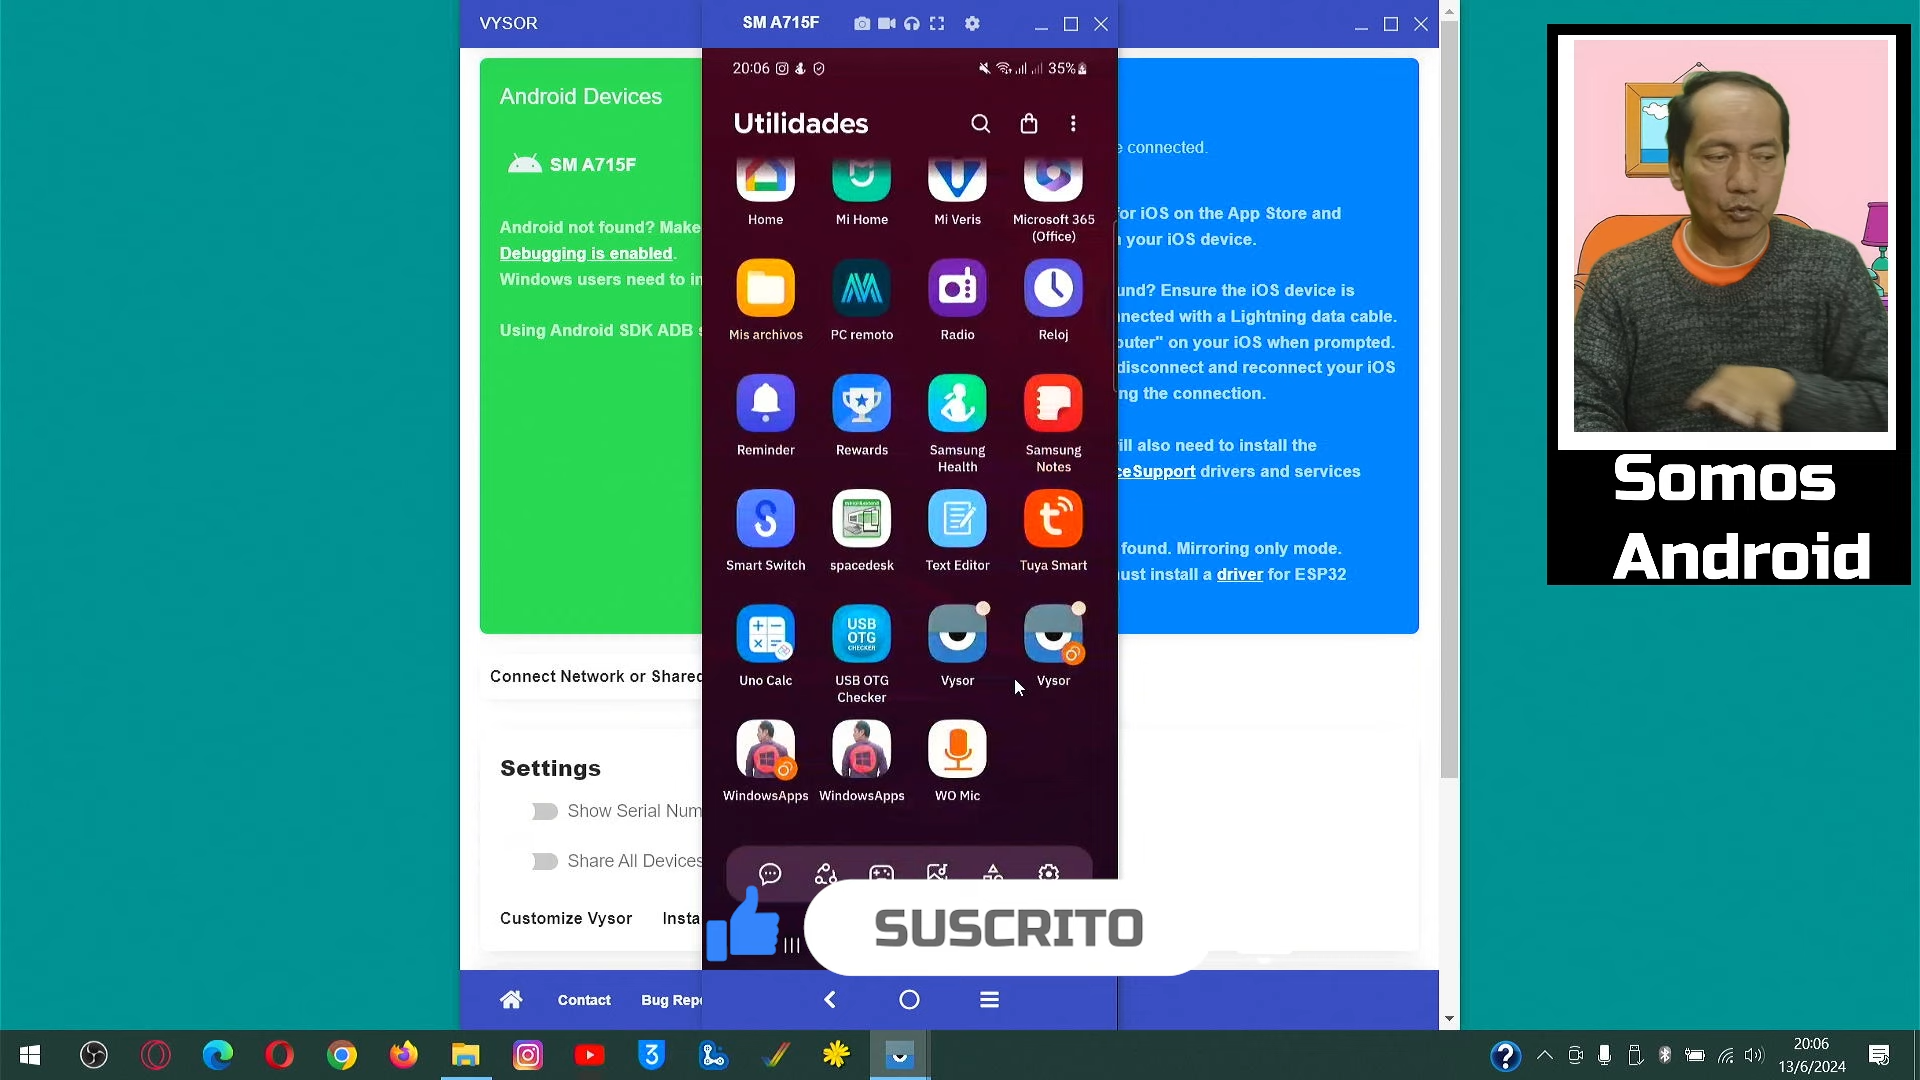 VYSOR
SM A715F
20:06
35%
Android Devices
SM A715F
Android not found? Make
Debugging is enabled.
Windows users need to in
Using Android SDK ADB s
Utilidades
Home
Mi Home
Mi Veris
Microsoft 365
(Office)
Mis archivos
PC remoto
Radio
Reloj
Reminder
Rewards
Samsung
Health
Samsung
Notes
Smart Switch
spacedesk
Text Editor
Tuya Smart
USB
OTG
CHECKER
Uno Calc
USB OTG
Checker
Vysor
Vysor
WindowsApps
WindowsApps
WO Mic
e connected.
or iOS on the App Store and
your iOS device.
und? Ensure the iOS device is
nnected with a Lightning data cable.
outer" on your iOS when prompted.
disconnect and reconnect your iOS
ng the connection.
ill also need to install the
ceSupport drivers and services
found. Mirroring only mode.
ust install a driver for ESP32
Connect Network or Shared
Settings
Show Serial Num
Share All Devices
Customize Vysor
Insta
SUSCRITO
Contact
Bug Repo
Somos
Android
20:06
13/6/2024